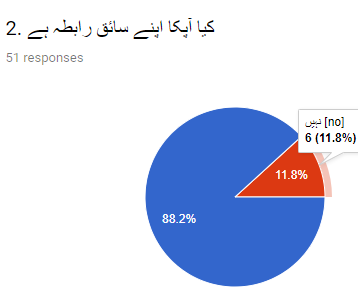 2. کیا آپکا اپنے سائق رابطہ ہے
51 responses
نہیں [no]
6 (11.8%)
11.8%
88.2%